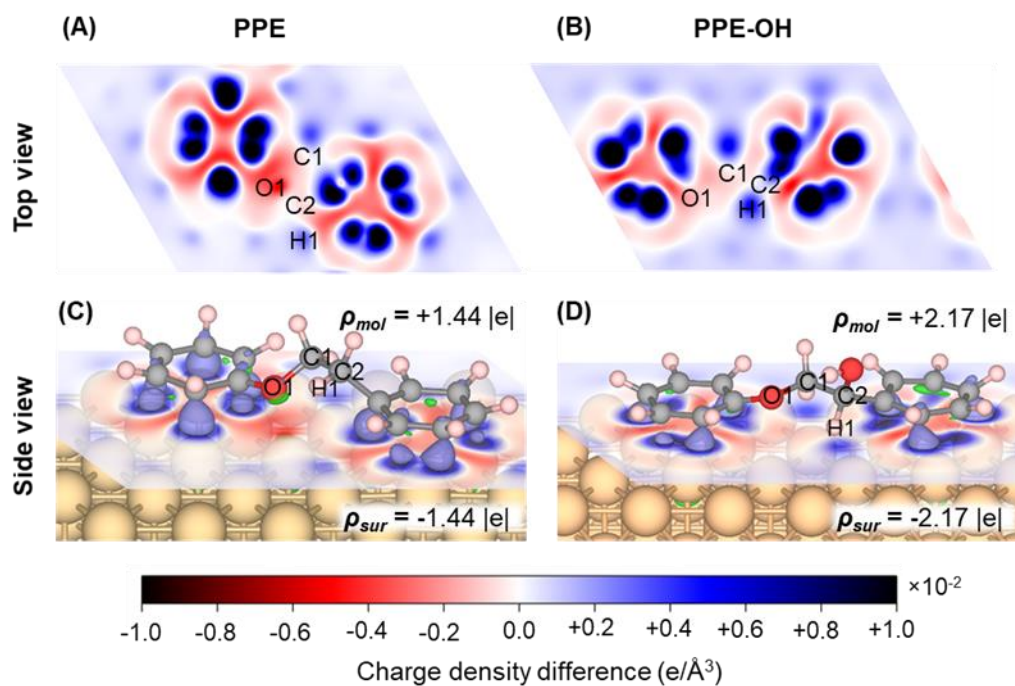 (A) PPE
(B) PPE-OH
Top view
C1
O1
C2
H1
C1
C2
O1
H1
Side view
(C)
ρmol = +1.44 |e|
C1
C2
O1
H1
ρsur = -1.44 |e|
(D)
ρmol = +2.17 |e|
C1
O1
C2
H1
ρsur = -2.17 |e|
×10⁻²
-1.0 -0.8 -0.6 -0.4 -0.2 0.0 +0.2 +0.4 +0.6 +0.8 +1.0
Charge density difference (e/Å³)